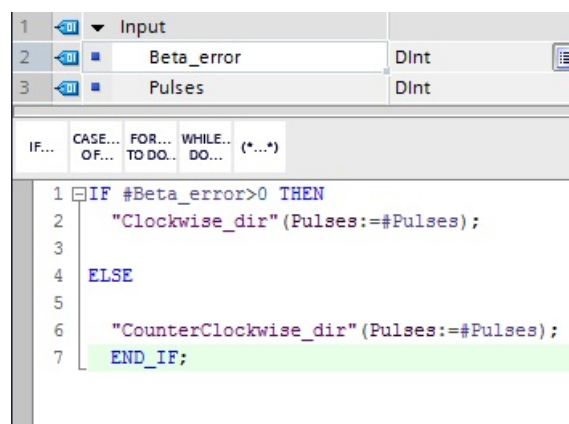 1 Input
2 Beta_error DInt
3 Pulses DInt
IF... CASE... OF... FOR... TO DO... WHILE... DO... (*...*)
1 IF #Beta_error>0 THEN
2 "Clockwise_dir"(Pulses:=#Pulses);
3
4 ELSE
5
6 "CounterClockwise_dir"(Pulses:=#Pulses);
7 END_IF;